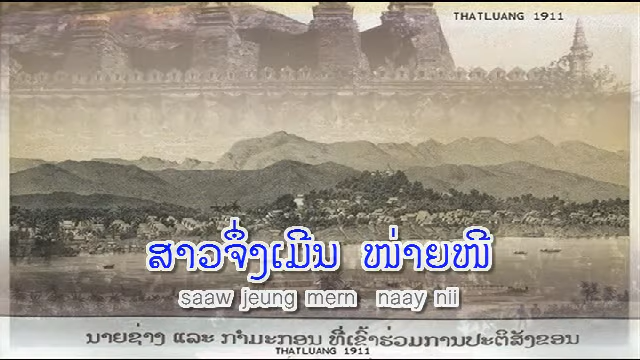 THATLUANG 1911
ສາວຈຶ່ງເມີນ ໜ່າຍໜີ
saaw jeung mern naay nii
ນາຍຊ່າງ ແລະ ກຳມະກອນ ທີ່ເຂົ້າຮ່ວມການປະຕິສັງຂອນ
THATLUANG 1911